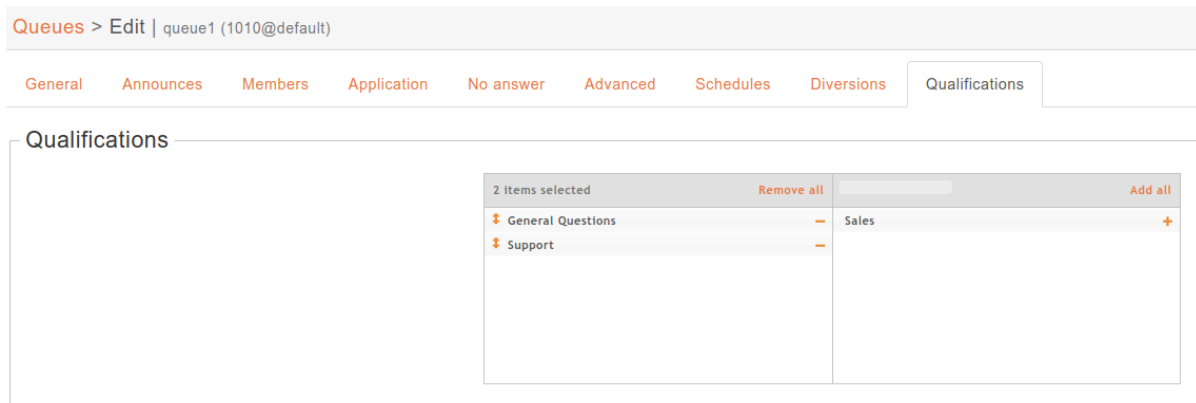 Queues > Edit | queue1 (1010@default)
General Announces Members Application No answer Advanced Schedules Diversions Qualifications
Qualifications
2 items selected Remove all Add all
General Questions Sales
Support